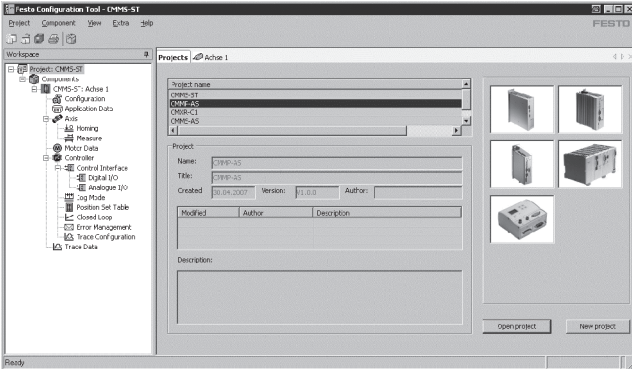 Festo Configuration Tool - CMMS-ST
Project Component View Extra Help
FESTO
Workspace
Projects Achse 1
Project: CMMS-ST
Components
CMMS-ST: Achse 1
Configuration
Application Data
Axis
Homing
Measure
Motor Data
Controller
Control Interface
Digital I/O
Analogue I/O
Jog Mode
Position Set Table
Closed Loop
Error Management
Trace Configuration
Trace Data
Project name
CMMS-ST
CMMP-AS
CMXR-C1
CMMS-AS
Project
Name: CMMP-AS
Title: CMMP-AS
Created 30.04.2007 Version: V1.0.0 Author:
Modified Author Description
Description:
Open project New project
Ready